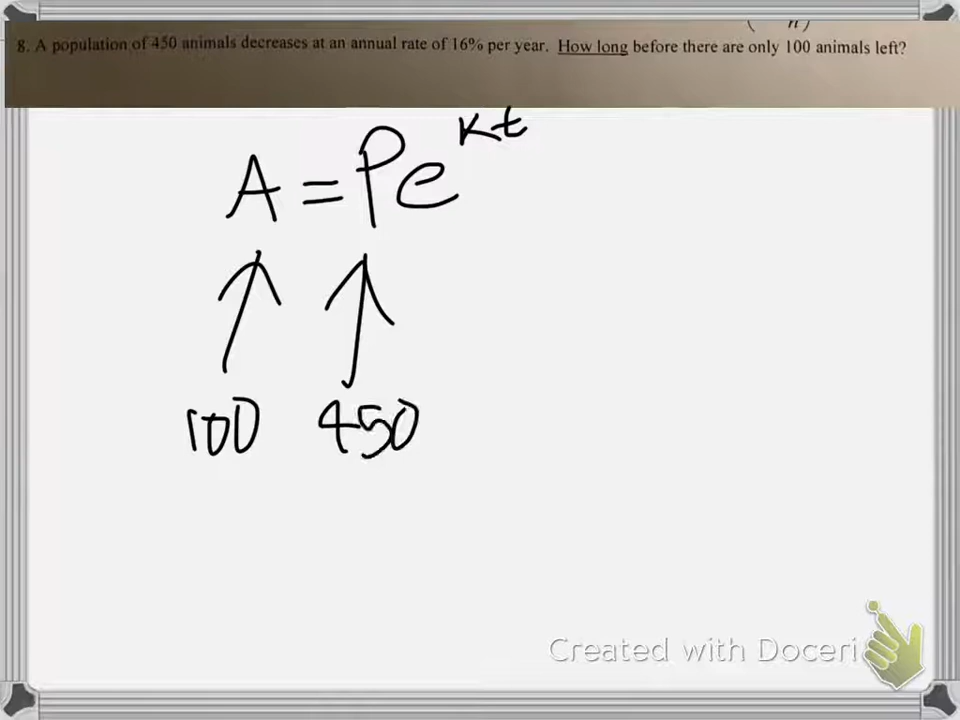 n)
8. A population of 450 animals decreases at an annual rate of 16% per year. How long before there are only 100 animals left?
A = Pe^kt
100 450
Created with Doceri